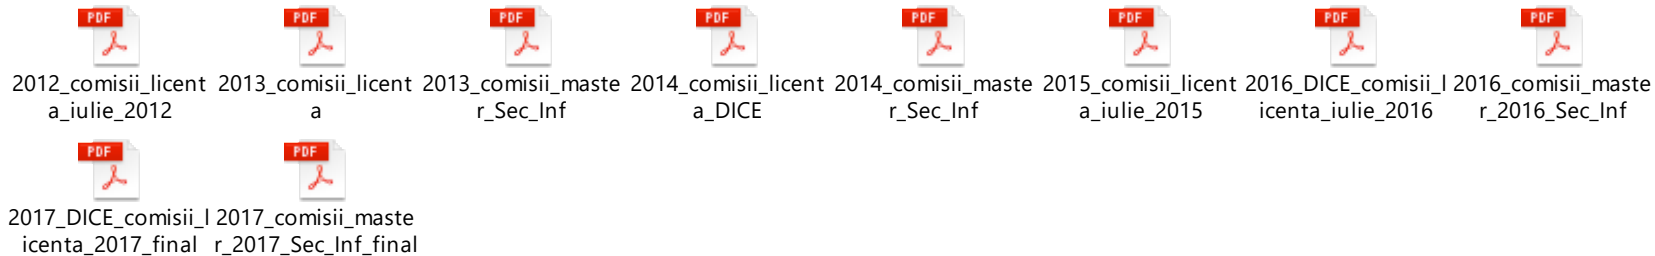 PDF PDF PDF PDF PDF PDF PDF PDF
2012_comisii_licent 2013_comisii_licent 2013_comisii_maste 2014_comisii_licent 2014_comisii_maste 2015_comisii_licent 2016_DICE_comisii_l 2016_comisii_maste
a_iulie_2012 a r_Sec_Inf a_DICE r_Sec_Inf a_iulie_2015 icenta_iulie_2016 r_2016_Sec_Inf
PDF PDF
2017_DICE_comisii_l 2017_comisii_maste
icenta_2017_final r_2017_Sec_Inf_final